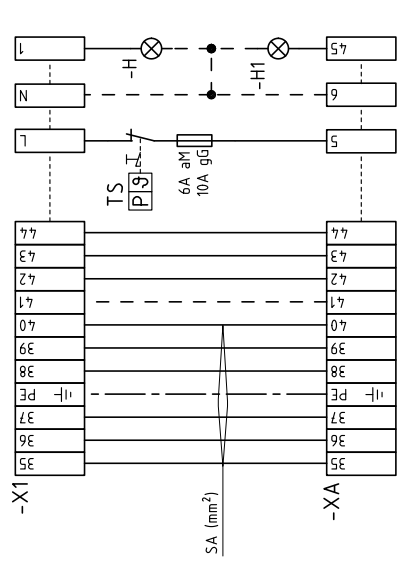 1 -H -H1 45
N 6
L 5
TS
P ϑ
6A aM
10A gG
44 44
43 43
42 42
41 41
40 40
39 39
38 38
PE PE
37 37
36 36
35 35
-X1 -XA
SA (mm²)